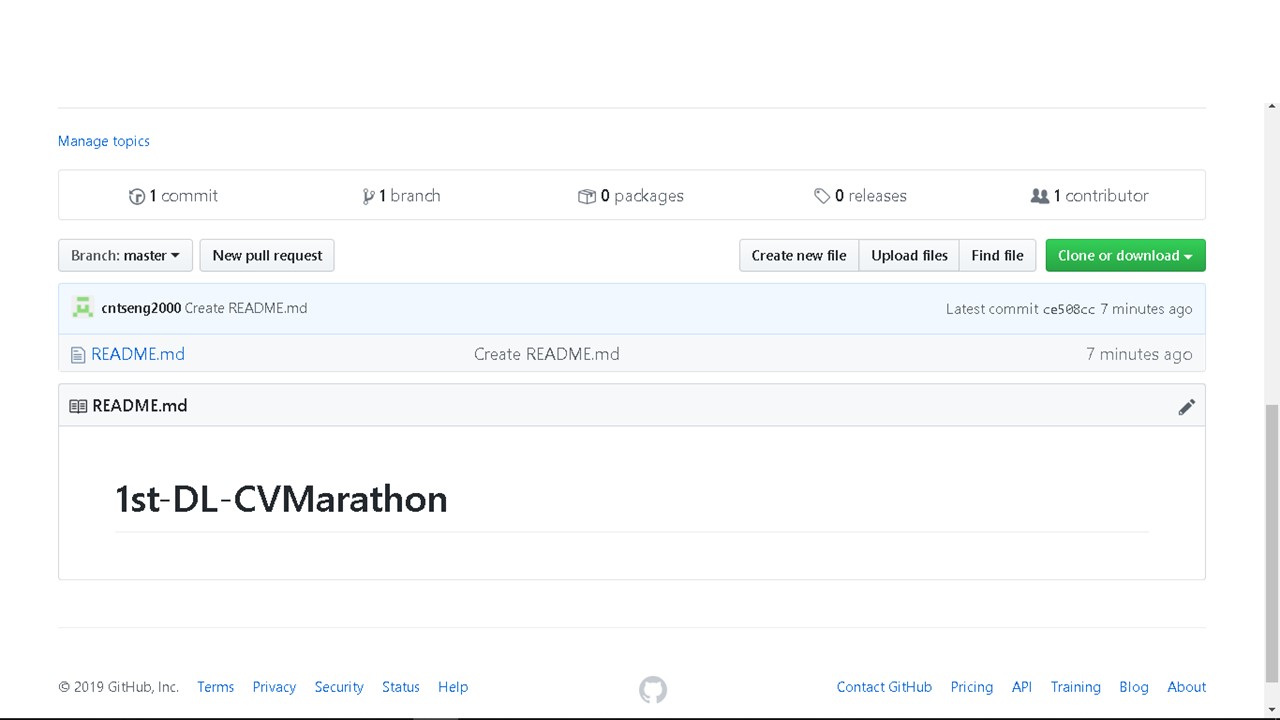 Manage topics
1 commit 1 branch 0 packages 0 releases 1 contributor
Branch: master New pull request Create new file Upload files Find file Clone or download
cntseng2000 Create README.md Latest commit ce508cc 7 minutes ago
README.md Create README.md 7 minutes ago
README.md
1st-DL-CVMarathon
© 2019 GitHub, Inc. Terms Privacy Security Status Help Contact GitHub Pricing API Training Blog About